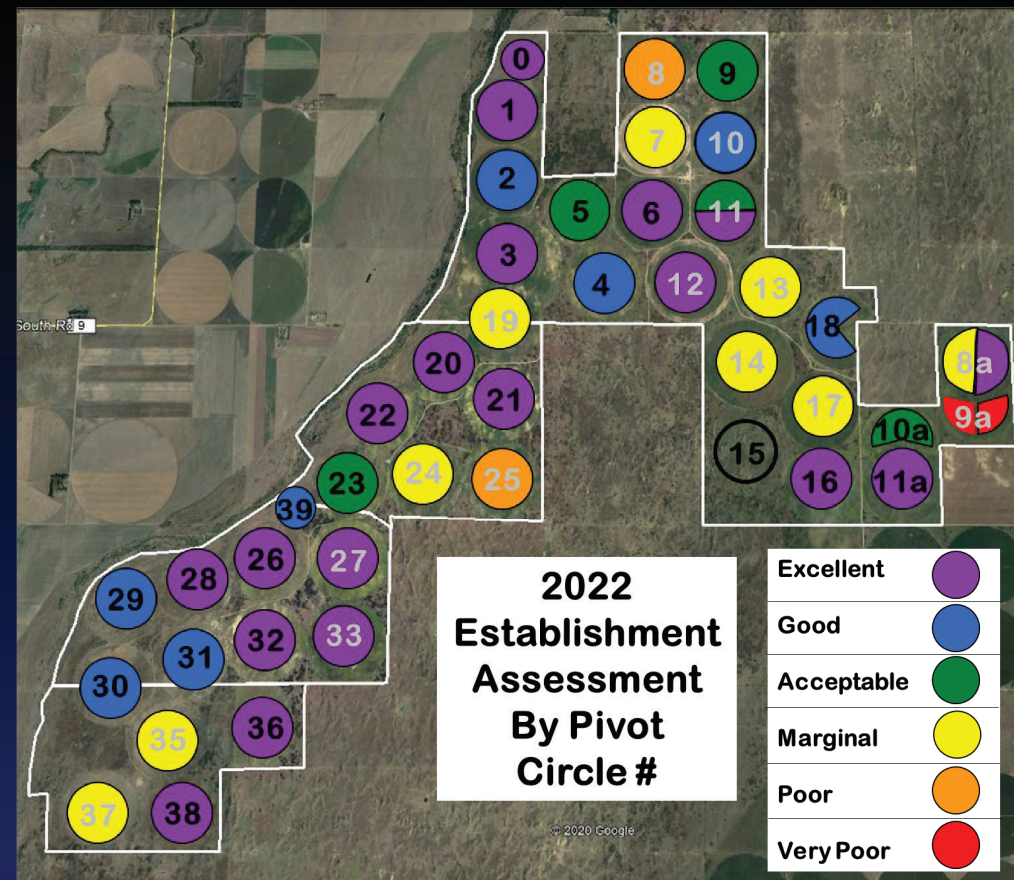 0
8
9
1
7
10
2
5
6
11
3
4
12
13
18
19
South Rd 9
20
14
8a
21
17
9a
22
10a
15
24
25
16
11a
23
39
26
27
28
29
32
33
31
30
36
35
37
38
2022
Establishment
Assessment
By Pivot
Circle #
Excellent
Good
Acceptable
Marginal
Poor
Very Poor
© 2020 Google